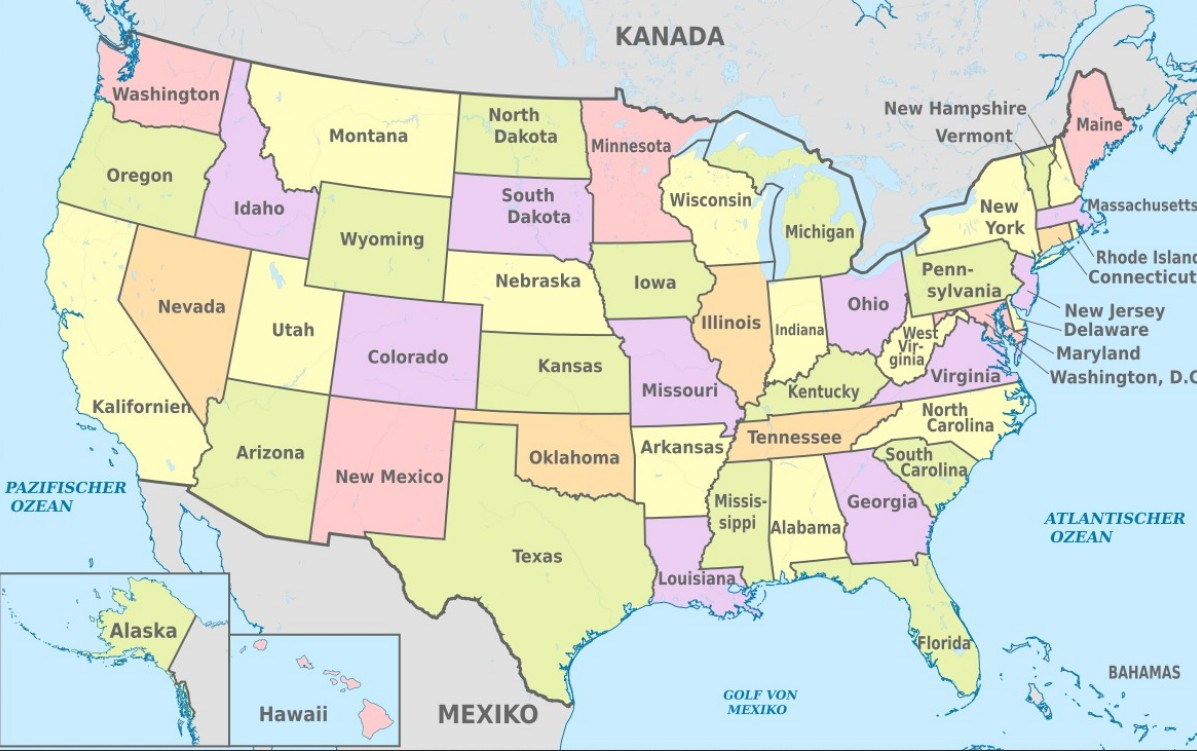 KANADA
New Hampshire
Vermont
Maine
Washington
Montana
North
Dakota
Minnesota
Oregon
Idaho
South
Dakota
Wisconsin
Michigan
New
York
Massachusetts
Wyoming
Rhode Island
Connecticut
Nebraska
Iowa
Penn-
sylvania
Nevada
Utah
Colorado
Illinois
Indiana
Ohio
New Jersey
Delaware
West
Vir-
ginia
Maryland
Washington, D.C
Kansas
Missouri
Kentucky
Virginia
Kalifornien
Arizona
New Mexico
Oklahoma
Arkansas
Tennessee
North
Carolina
South
Carolina
PAZIFISCHER
OZEAN
Texas
Missis-
sippi
Alabama
Georgia
ATLANTISCHER
OZEAN
Louisiana
Florida
Alaska
Hawaii
MEXIKO
GOLF VON
MEXIKO
BAHAMAS